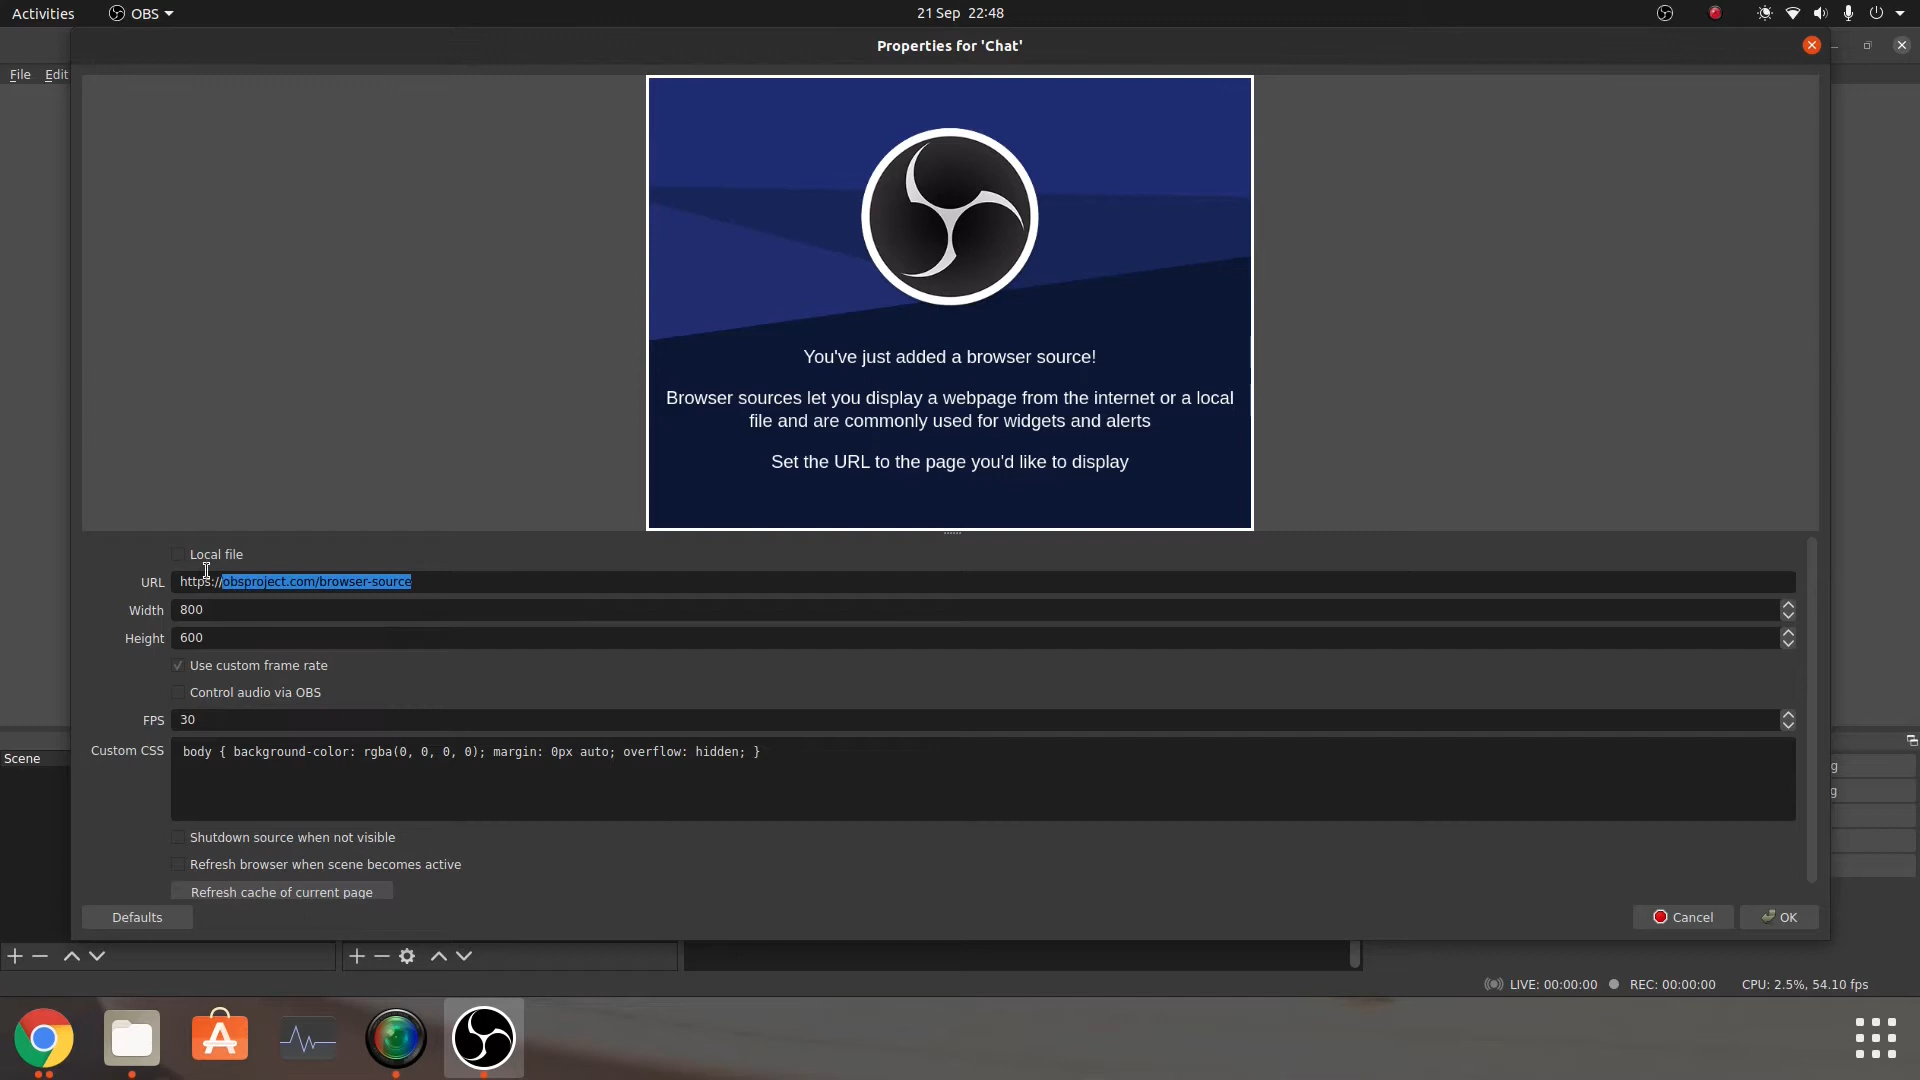 Activities
OBS
21 Sep 22:48
Properties for 'Chat'
File Edit
You've just added a browser source!
Browser sources let you display a webpage from the internet or a local
file and are commonly used for widgets and alerts
Set the URL to the page you'd like to display
Local file
URL https://obsproject.com/browser-source
Width 800
Height 600
Use custom frame rate
Control audio via OBS
FPS 30
Custom CSS body { background-color: rgba(0, 0, 0, 0); margin: 0px auto; overflow: hidden; }
Scene
g
g
Shutdown source when not visible
Refresh browser when scene becomes active
Refresh cache of current page
Defaults
Cancel
OK
LIVE: 00:00:00
REC: 00:00:00
CPU: 2.5%, 54.10 fps